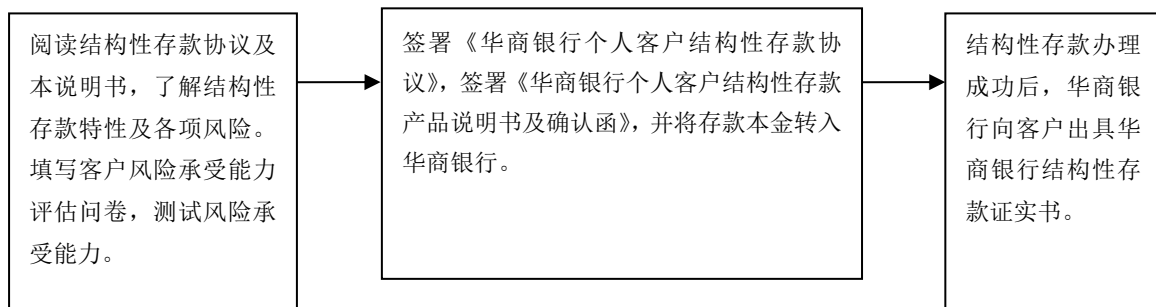 阅读结构性存款协议及
本说明书，了解结构性
存款特性及各项风险。
填写客户风险承受能力
评估问卷，测试风险承
受能力。
签署《华商银行个人客户结构性存款协
议》，签署《华商银行个人客户结构性存款
产品说明书及确认函》，并将存款本金转入
华商银行。
结构性存款办理
成功后，华商银
行向客户出具华
商银行结构性存
款证实书。